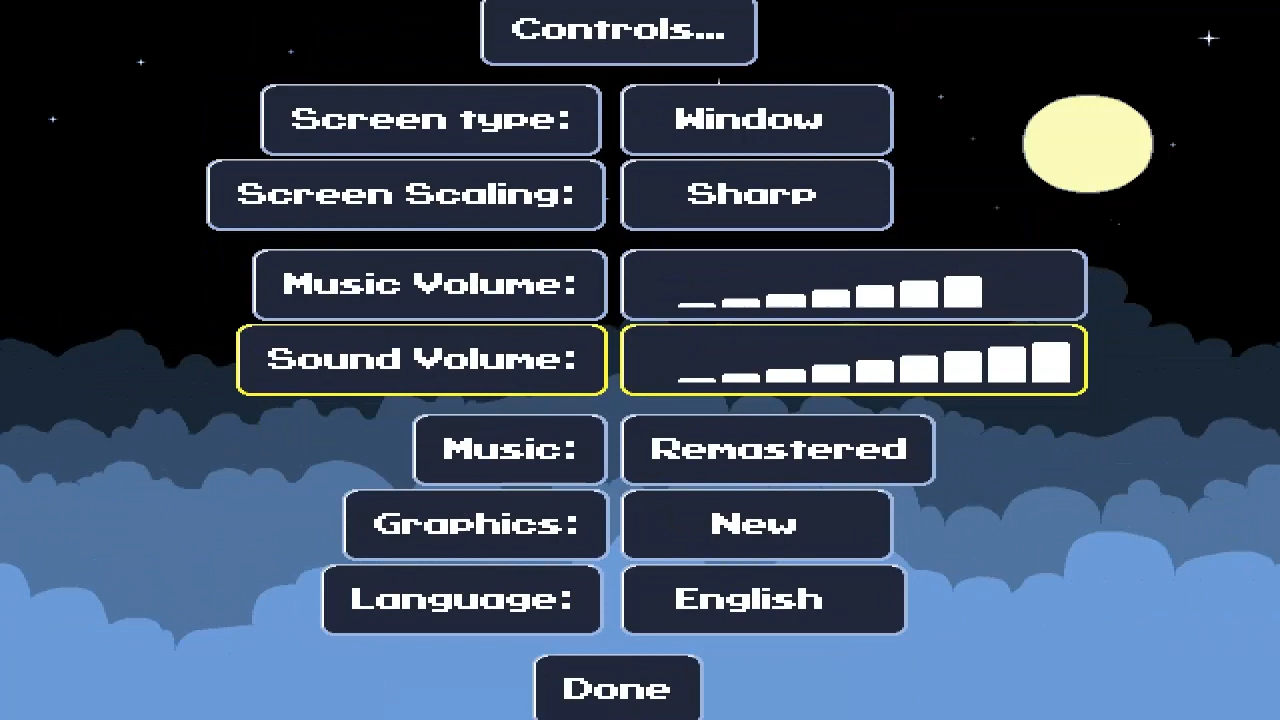 Controls...
Screen type: Window
Screen Scaling: Sharp
Music Volume:
Sound Volume:
Music: Remastered
Graphics: New
Language: English
Done